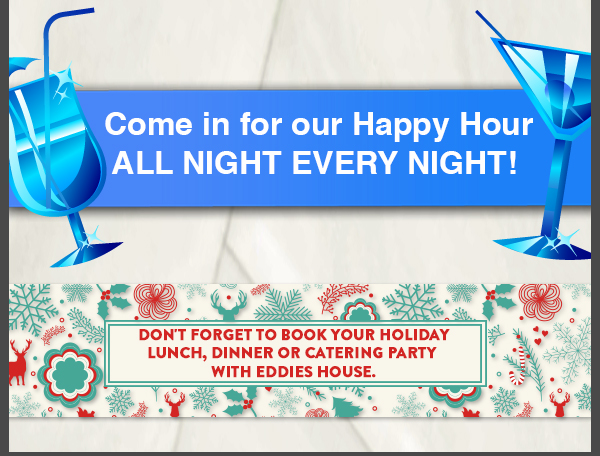 Come in for our Happy Hour
ALL NIGHT EVERY NIGHT!
DON'T FORGET TO BOOK YOUR HOLIDAY
LUNCH, DINNER OR CATERING PARTY
WITH EDDIES HOUSE.